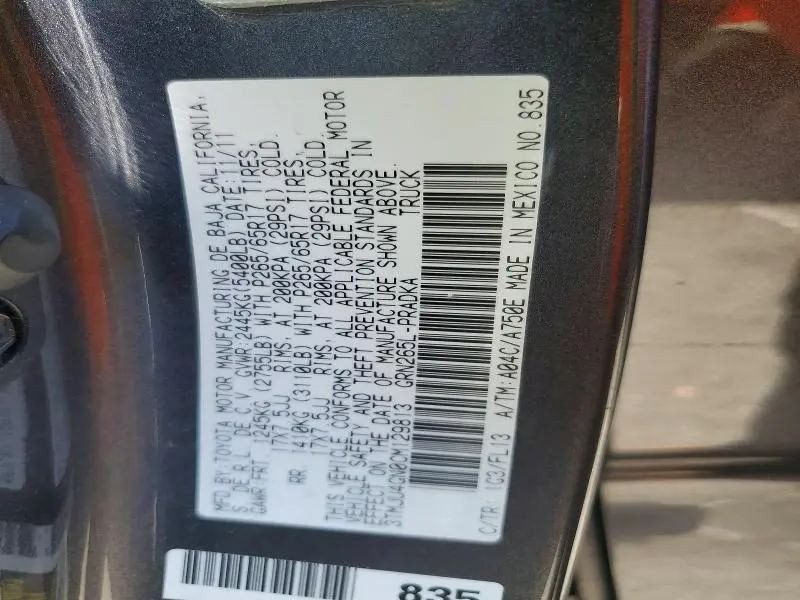 MFD.BY:TOYOTA MOTOR MANUFACTURING DE BAJA CALIFORNIA,
S. DE R.L. DE C.V. GVWR:2445KG(5400LB) DATE:11/11
GAWR:FRT. 1245KG (2755LB) WITH P265/65R17 TIRES,
17X7.5JJ RIMS, AT 200KPA (29PSI) COLD.
RR. 1410KG (3110LB) WITH P265/65R17 TIRES,
17X7.5JJ RIMS, AT 200KPA (29PSI) COLD.
THIS VEHICLE CONFORMS TO ALL APPLICABLE FEDERAL MOTOR
VEHICLE SAFETY AND THEFT PREVENTION STANDARDS IN
EFFECT ON THE DATE OF MANUFACTURE SHOWN ABOVE.
3TMJU4GN0CM129813 GRN265L-PRADKA TRUCK
C/TR: 1G3/FL13 A/TM:A04C/A750E MADE IN MEXICO NO.835
835